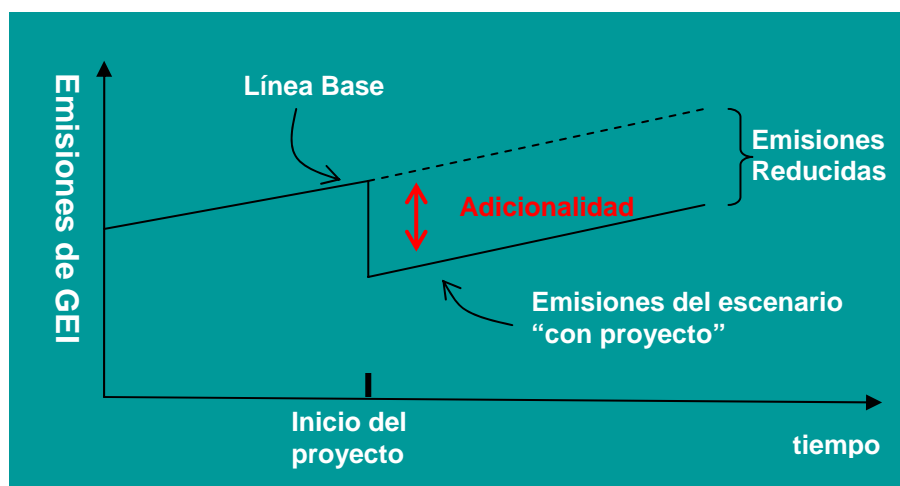 Emisiones de GEI
Línea Base
Emisiones
Reducidas
Adicionalidad
Emisiones del escenario
“con proyecto”
Inicio del
proyecto
tiempo